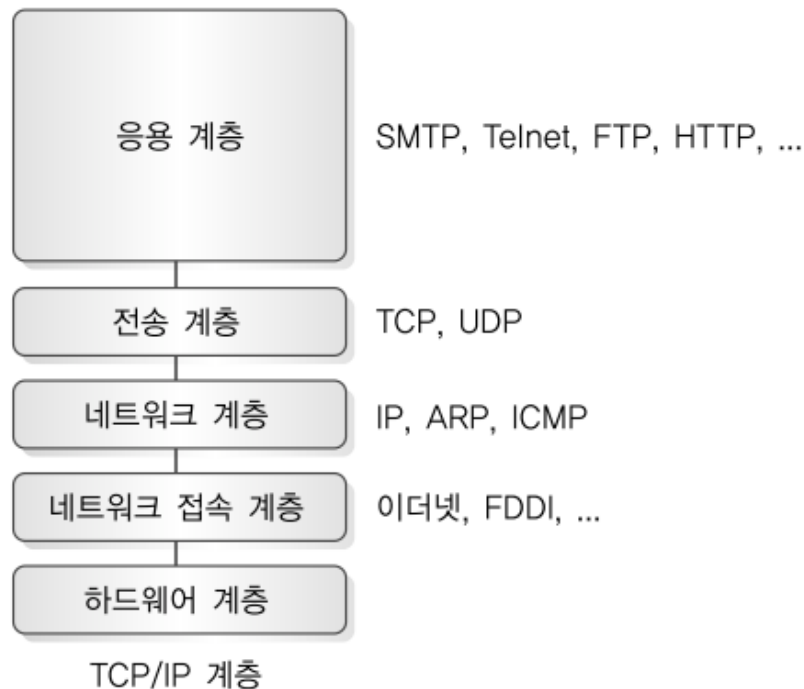 응용 계층
SMTP, Telnet, FTP, HTTP, ...
전송 계층
TCP, UDP
네트워크 계층
IP, ARP, ICMP
네트워크 접속 계층
이더넷, FDDI, ...
하드웨어 계층
TCP/IP 계층